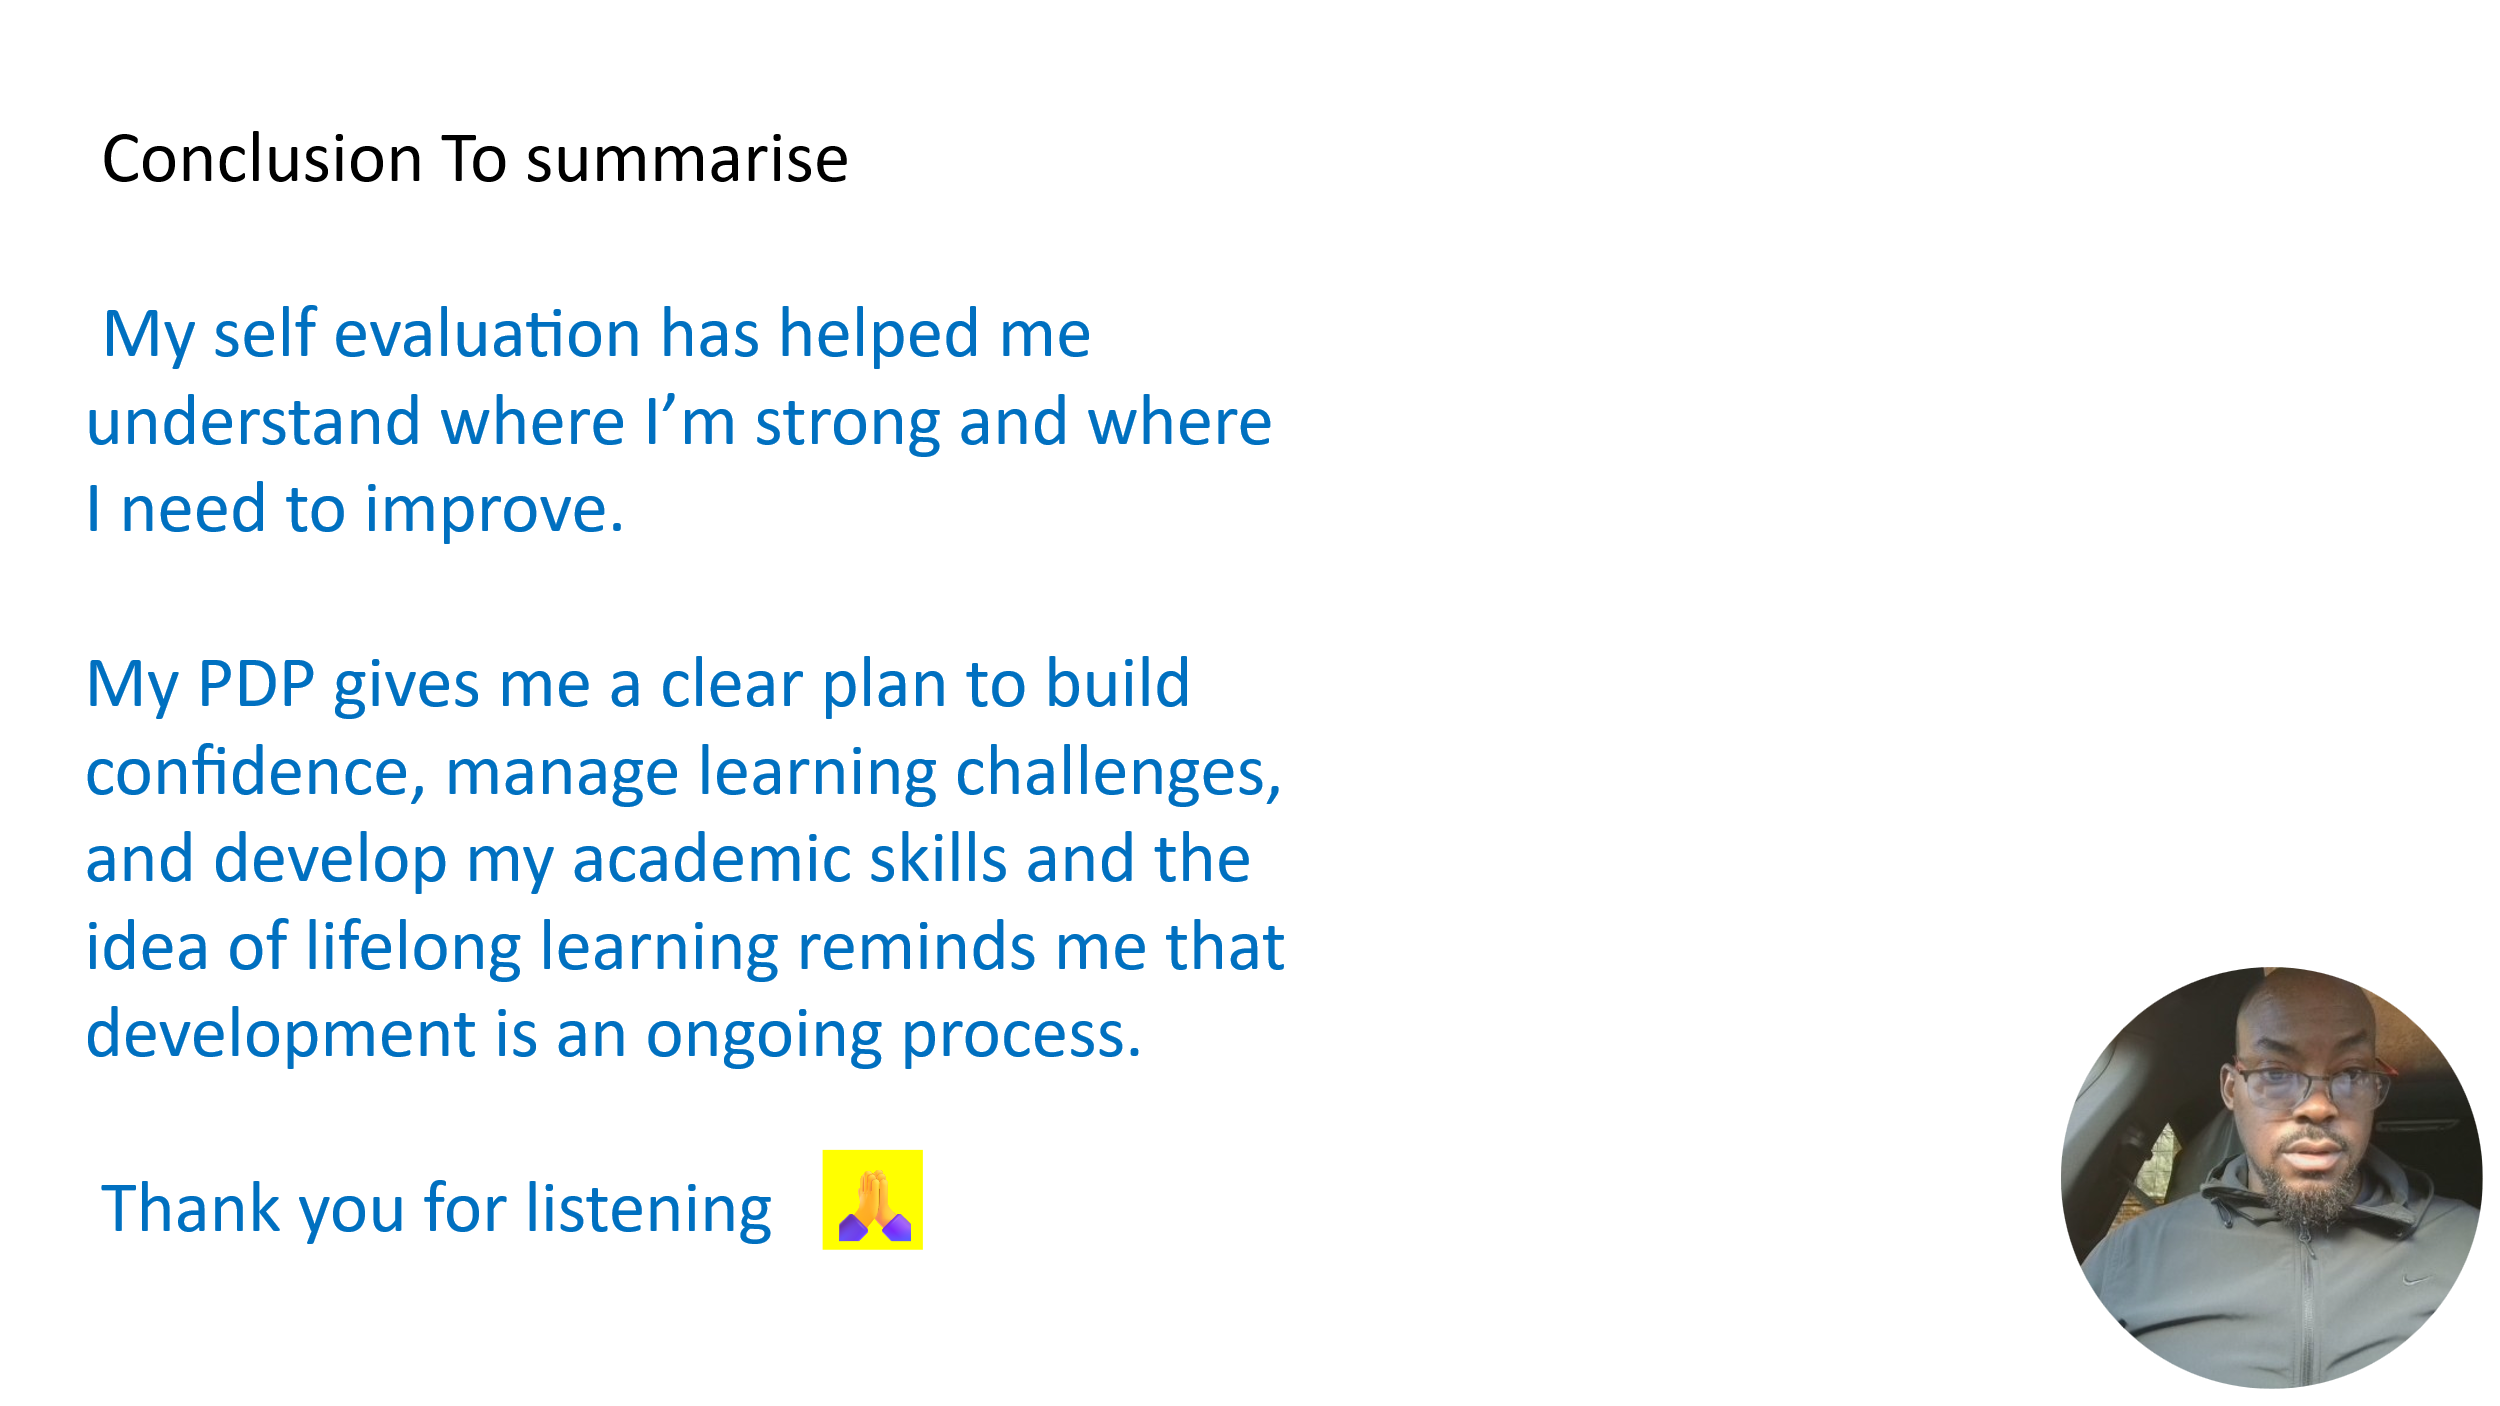 Conclusion To summarise
My self evaluation has helped me
understand where I’m strong and where
I need to improve.
My PDP gives me a clear plan to build
confidence, manage learning challenges,
and develop my academic skills and the
idea of lifelong learning reminds me that
development is an ongoing process.
Thank you for listening 🙏